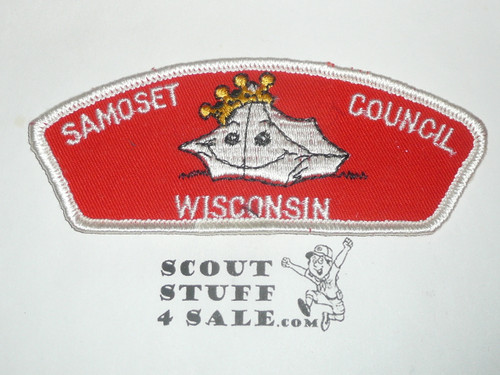 SAMOSET COUNCIL
WISCONSIN
SCOUT
STUFF
4 SALE.COM